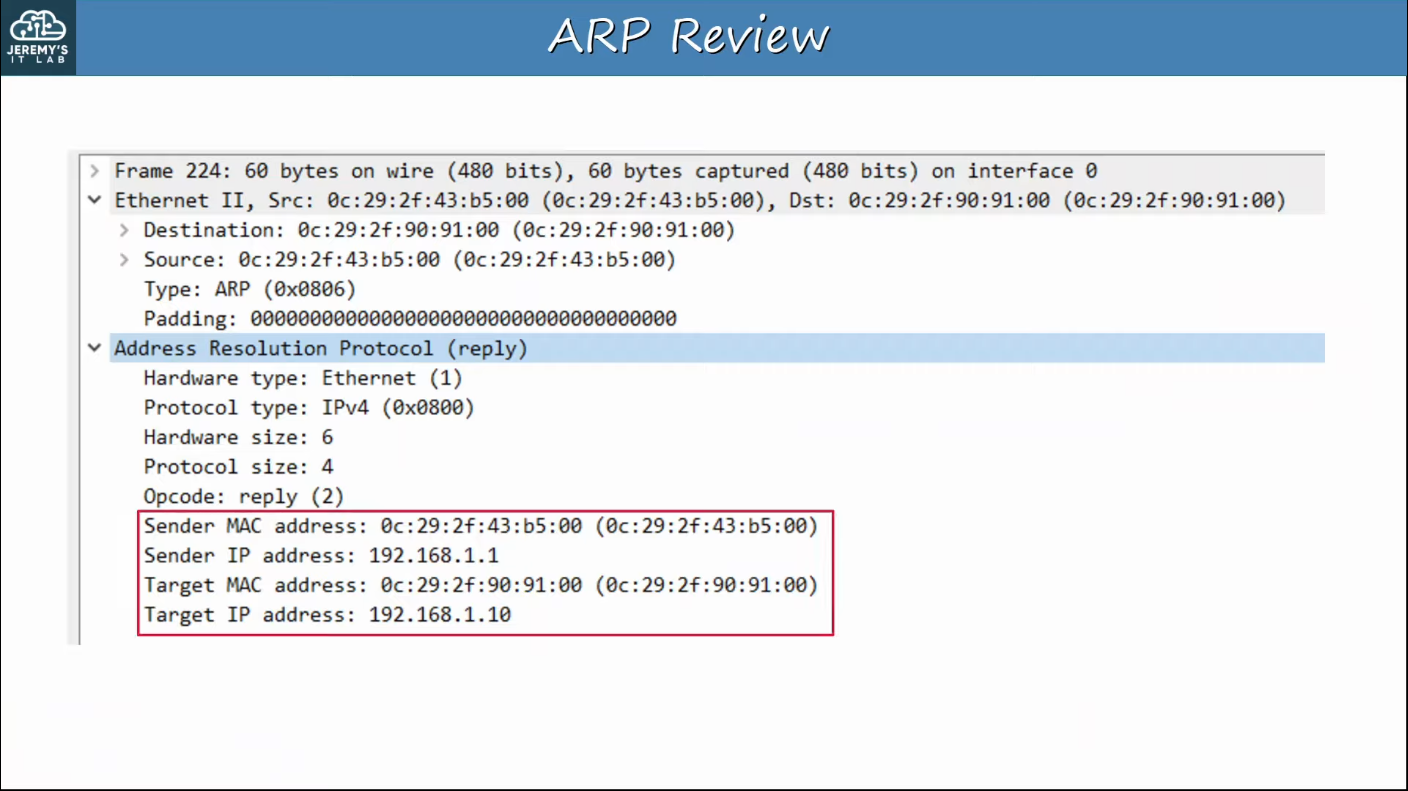 JEREMY'S
IT LAB
ARP Review
Frame 224: 60 bytes on wire (480 bits), 60 bytes captured (480 bits) on interface 0
Ethernet II, Src: 0c:29:2f:43:b5:00 (0c:29:2f:43:b5:00), Dst: 0c:29:2f:90:91:00 (0c:29:2f:90:91:00)
Destination: 0c:29:2f:90:91:00 (0c:29:2f:90:91:00)
Source: 0c:29:2f:43:b5:00 (0c:29:2f:43:b5:00)
Type: ARP (0x0806)
Padding: 000000000000000000000000000000000000
Address Resolution Protocol (reply)
Hardware type: Ethernet (1)
Protocol type: IPv4 (0x0800)
Hardware size: 6
Protocol size: 4
Opcode: reply (2)
Sender MAC address: 0c:29:2f:43:b5:00 (0c:29:2f:43:b5:00)
Sender IP address: 192.168.1.1
Target MAC address: 0c:29:2f:90:91:00 (0c:29:2f:90:91:00)
Target IP address: 192.168.1.10